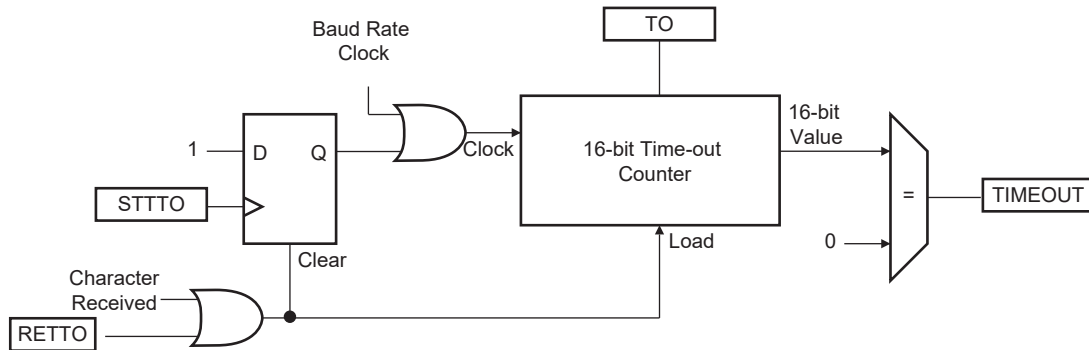 TO
Baud Rate
Clock
1
D
Q
Clock
16-bit Time-out
Counter
16-bit
Value
=
TIMEOUT
STTTO
Clear
Load
0
Character
Received
RETTO